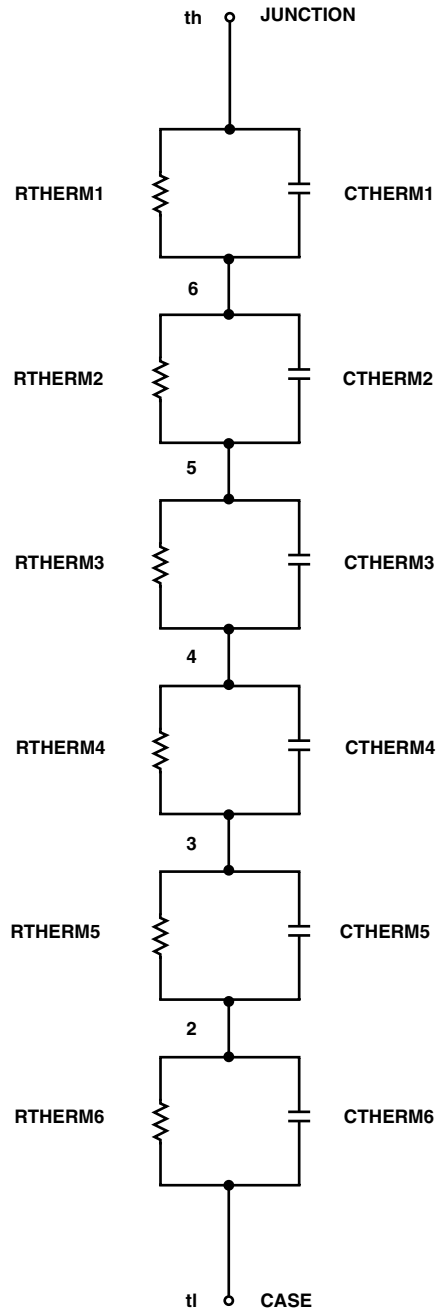 th JUNCTION
RTHERM1 CTHERM1
6
RTHERM2 CTHERM2
5
RTHERM3 CTHERM3
4
RTHERM4 CTHERM4
3
RTHERM5 CTHERM5
2
RTHERM6 CTHERM6
tl CASE